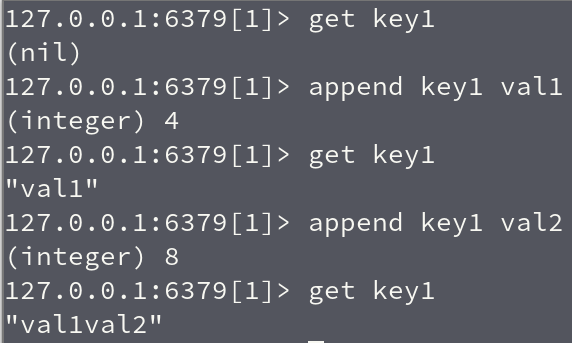 127.0.0.1:6379[1]> get key1
(nil)
127.0.0.1:6379[1]> append key1 val1
(integer) 4
127.0.0.1:6379[1]> get key1
"val1"
127.0.0.1:6379[1]> append key1 val2
(integer) 8
127.0.0.1:6379[1]> get key1
"val1val2"